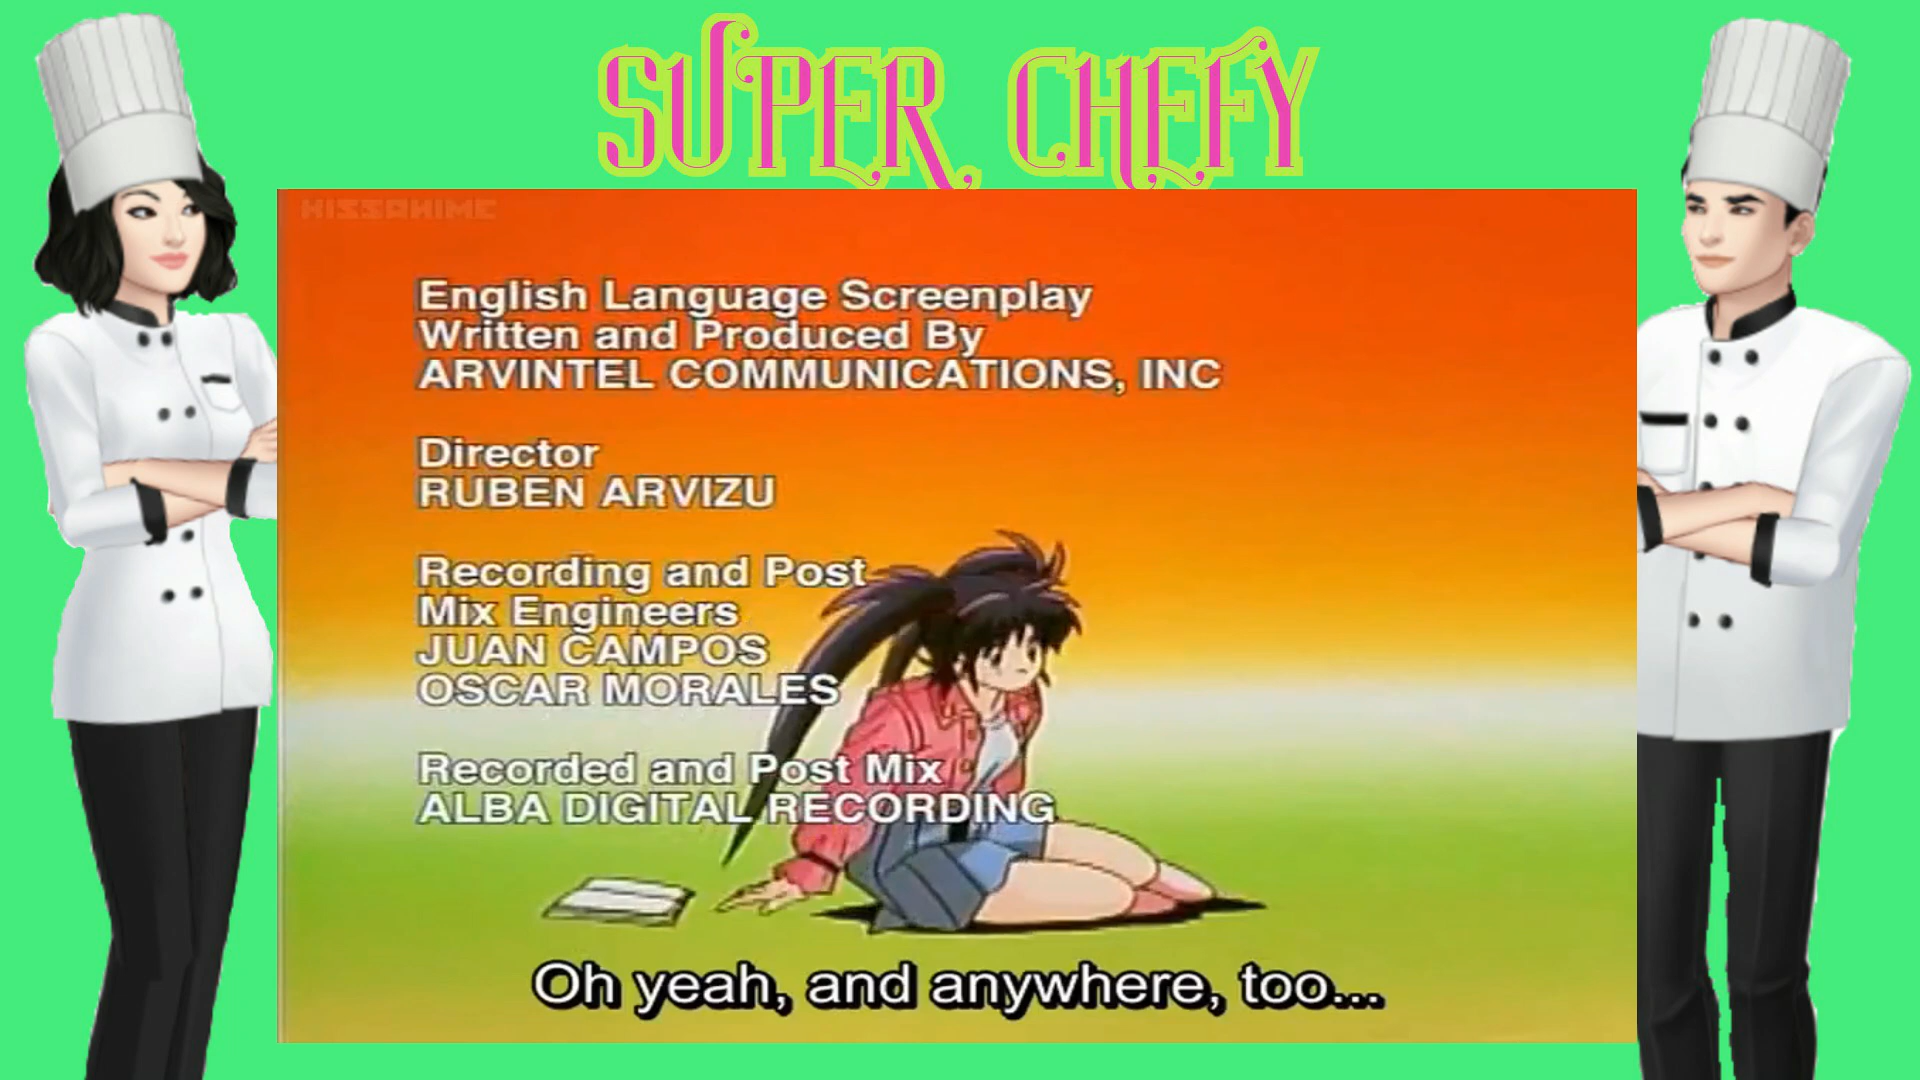 SUPER CHEFY
KISSANIME
English Language Screenplay
Written and Produced By
ARVINTEL COMMUNICATIONS, INC
Director
RUBEN ARVIZU
Recording and Post
Mix Engineers
JUAN CAMPOS
OSCAR MORALES
Recorded and Post Mix
ALBA DIGITAL RECORDING
Oh yeah, and anywhere, too...